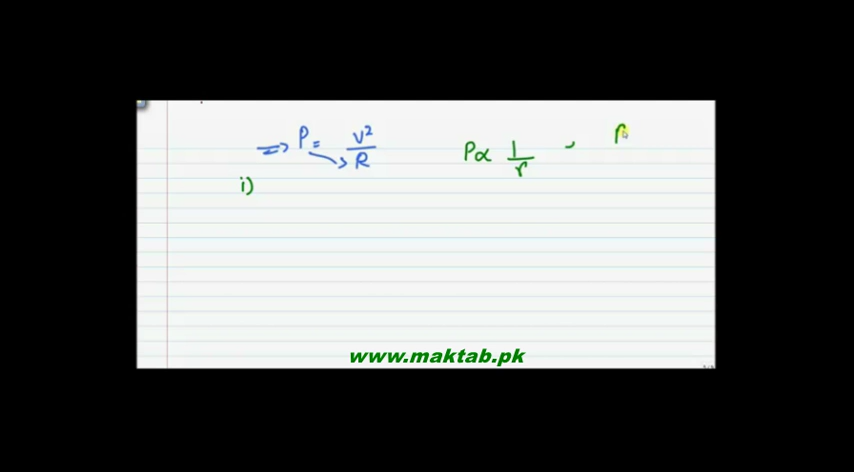 ⇒ P = V²/R P ∝ 1/r ,
i)
www.maktab.pk